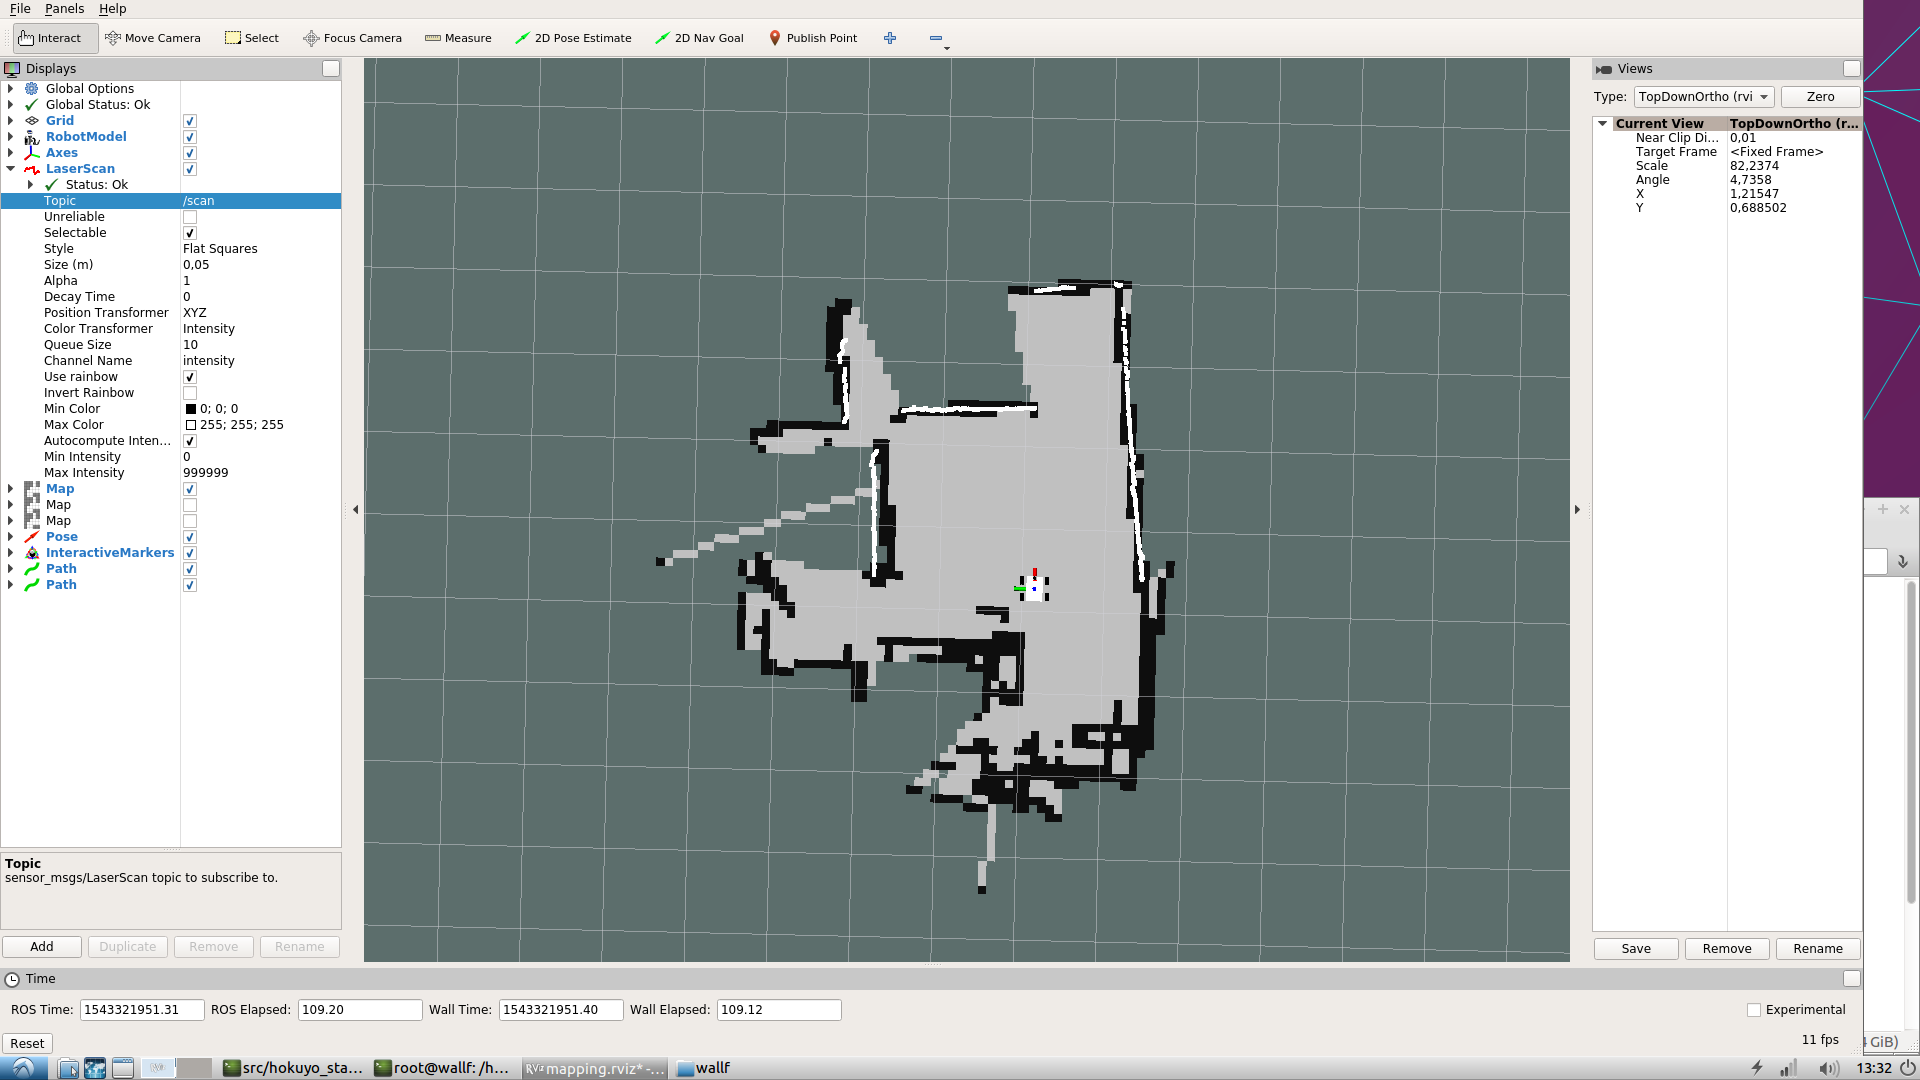 File Panels Help
Interact Move Camera Select Focus Camera Measure 2D Pose Estimate 2D Nav Goal Publish Point
Displays
Global Options
Global Status: Ok
Grid
RobotModel
Axes
LaserScan
Status: Ok
Topic /scan
Unreliable
Selectable
Style Flat Squares
Size (m) 0,05
Alpha 1
Decay Time 0
Position Transformer XYZ
Color Transformer Intensity
Queue Size 10
Channel Name intensity
Use rainbow
Invert Rainbow
Min Color 0; 0; 0
Max Color 255; 255; 255
Autocompute Inten...
Min Intensity 0
Max Intensity 999999
Map
Map
Map
Pose
InteractiveMarkers
Path
Path
Topic
sensor_msgs/LaserScan topic to subscribe to.
Add Duplicate Remove Rename
Views
Type: TopDownOrtho (rvi Zero
Current View TopDownOrtho (r...
Near Clip Di... 0,01
Target Frame <Fixed Frame>
Scale 82,2374
Angle 4,7358
X 1,21547
Y 0,688502
Save Remove Rename
Time
ROS Time: 1543321951.31 ROS Elapsed: 109.20 Wall Time: 1543321951.40 Wall Elapsed: 109.12 Experimental
Reset 11 fps
GiB)
src/hokuyo_sta... root@wallf: /h... mapping.rviz* -... wallf 13:32